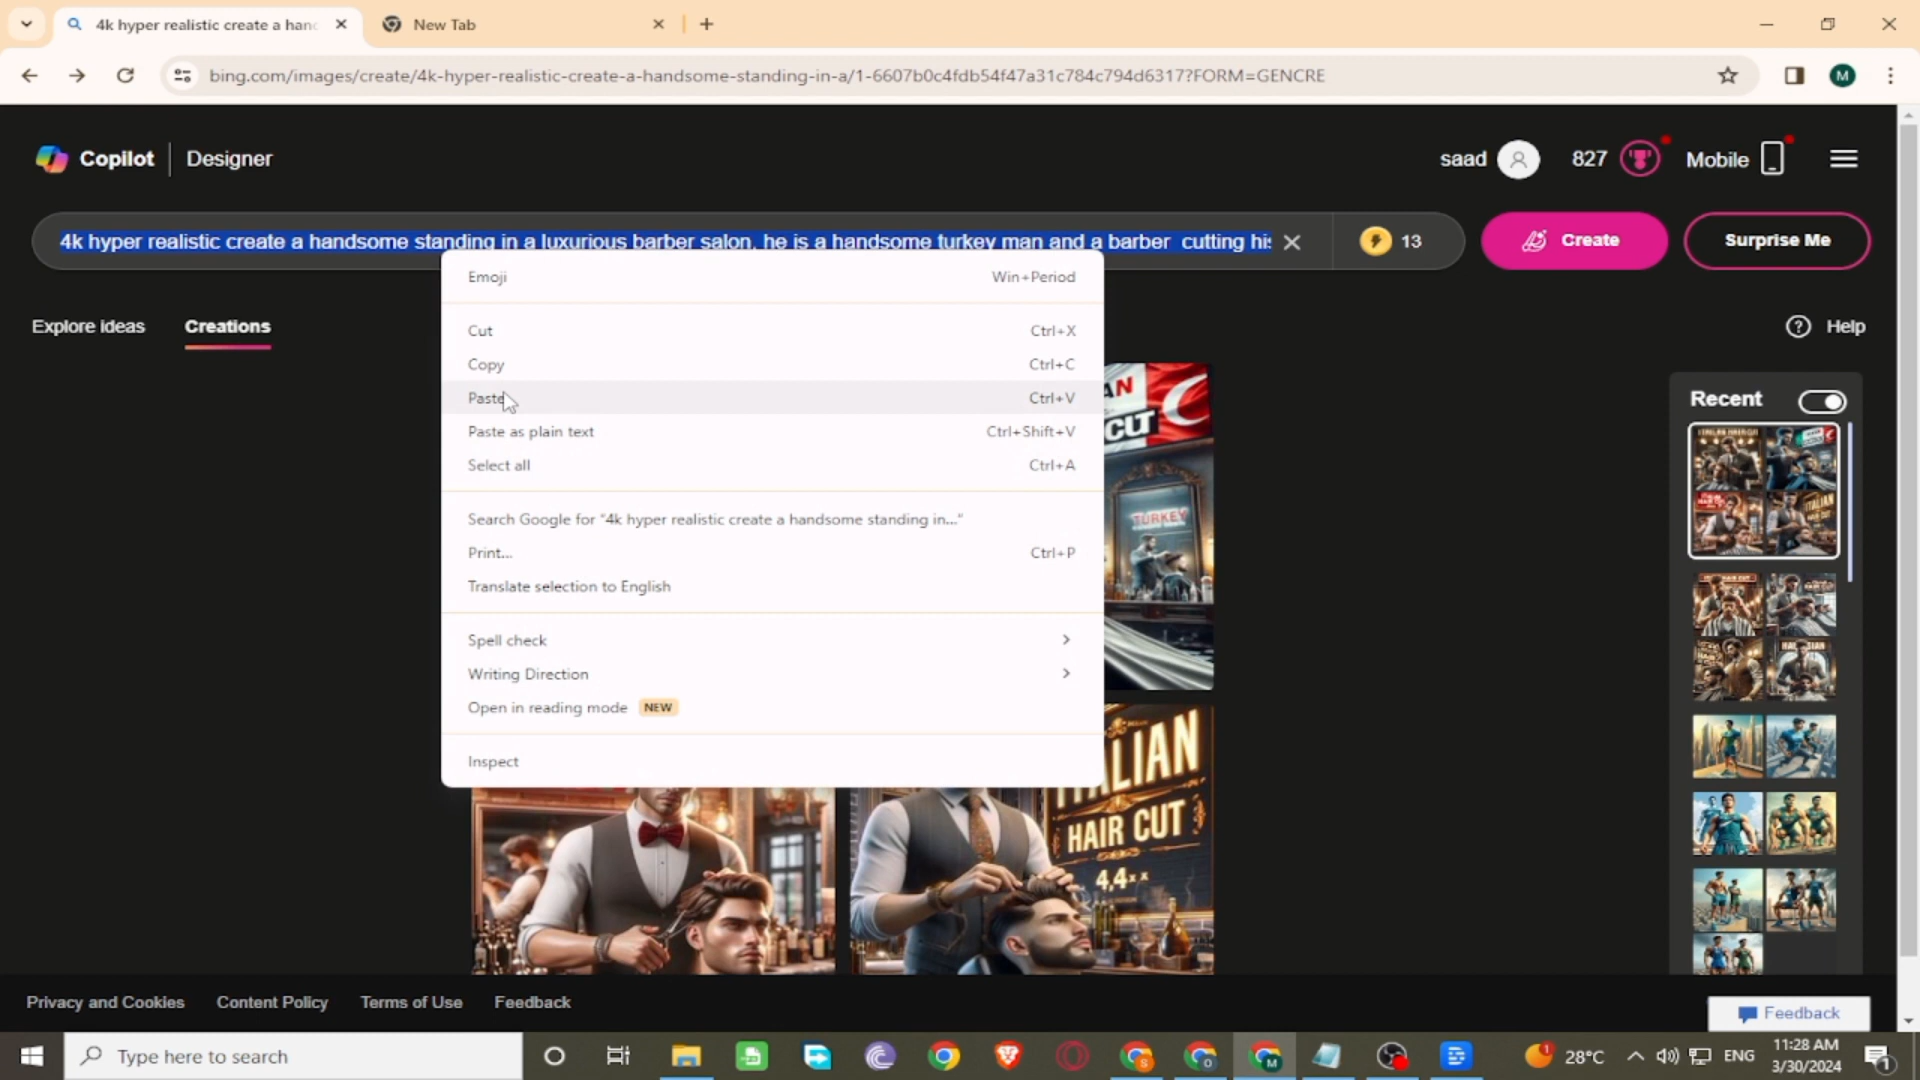 4k hyper realistic create a hanc
New Tab
bing.com/images/create/4k-hyper-realistic-create-a-handsome-standing-in-a/1-6607b0c4fdb54f47a31c784c794d6317?FORM=GENCRE
M
Copilot | Designer
saad
827
Mobile
4k hyper realistic create a handsome standing in a luxurious barber salon, he is a handsome turkey man and a barber cutting his
13
Create
Surprise Me
Emoji Win+Period
Explore ideas
Creations
Help
Cut Ctrl+X
Copy Ctrl+C
Paste Ctrl+V
Paste as plain text Ctrl+Shift+V
Select all Ctrl+A
Search Google for “4k hyper realistic create a handsome standing in...”
Print... Ctrl+P
Translate selection to English
Spell check
Writing Direction
Open in reading mode NEW
Inspect
AN
CUT
TURKEY
LIAN
HAIR CUT
4,4xx
Recent
Privacy and Cookies
Content Policy
Terms of Use
Feedback
Feedback
Type here to search
28°C
ENG
11:28 AM
3/30/2024
1